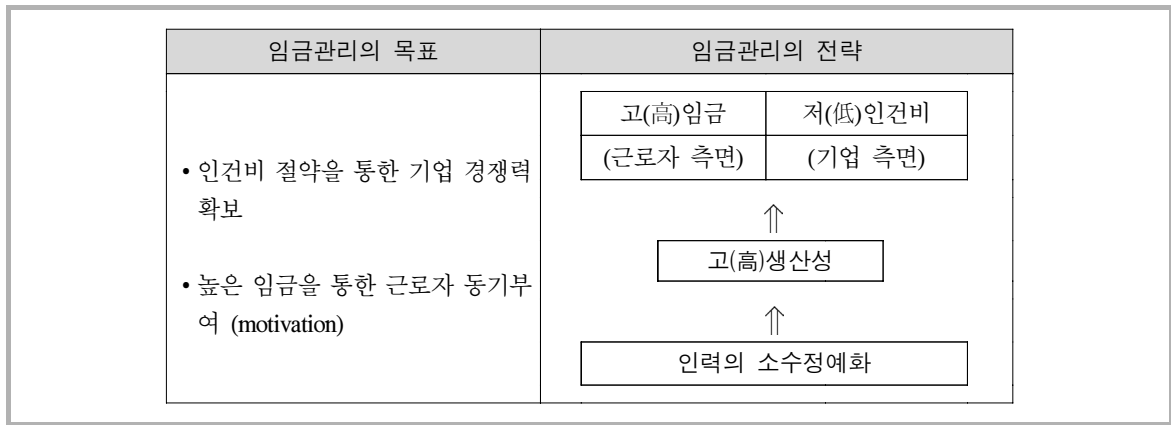 임금관리의 목표
임금관리의 전략
• 인건비 절약을 통한 기업 경쟁력
확보
• 높은 임금을 통한 근로자 동기부
여 (motivation)
고(高)임금
저(低)인건비
(근로자 측면)
(기업 측면)
⇑
고(高)생산성
⇑
인력의 소수정예화